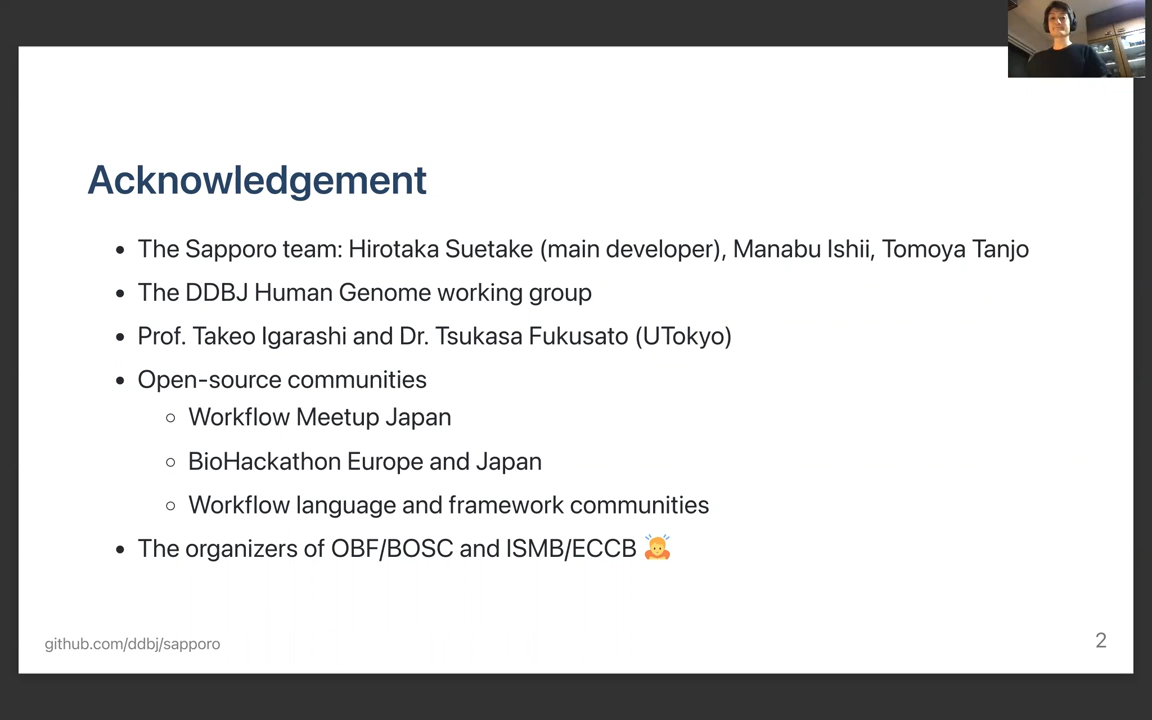 Acknowledgement
• The Sapporo team: Hirotaka Suetake (main developer), Manabu Ishii, Tomoya Tanjo
• The DDBJ Human Genome working group
• Prof. Takeo Igarashi and Dr. Tsukasa Fukusato (UTokyo)
• Open-source communities
○ Workflow Meetup Japan
○ BioHackathon Europe and Japan
○ Workflow language and framework communities
• The organizers of OBF/BOSC and ISMB/ECCB 🙇
github.com/ddbj/sapporo
2